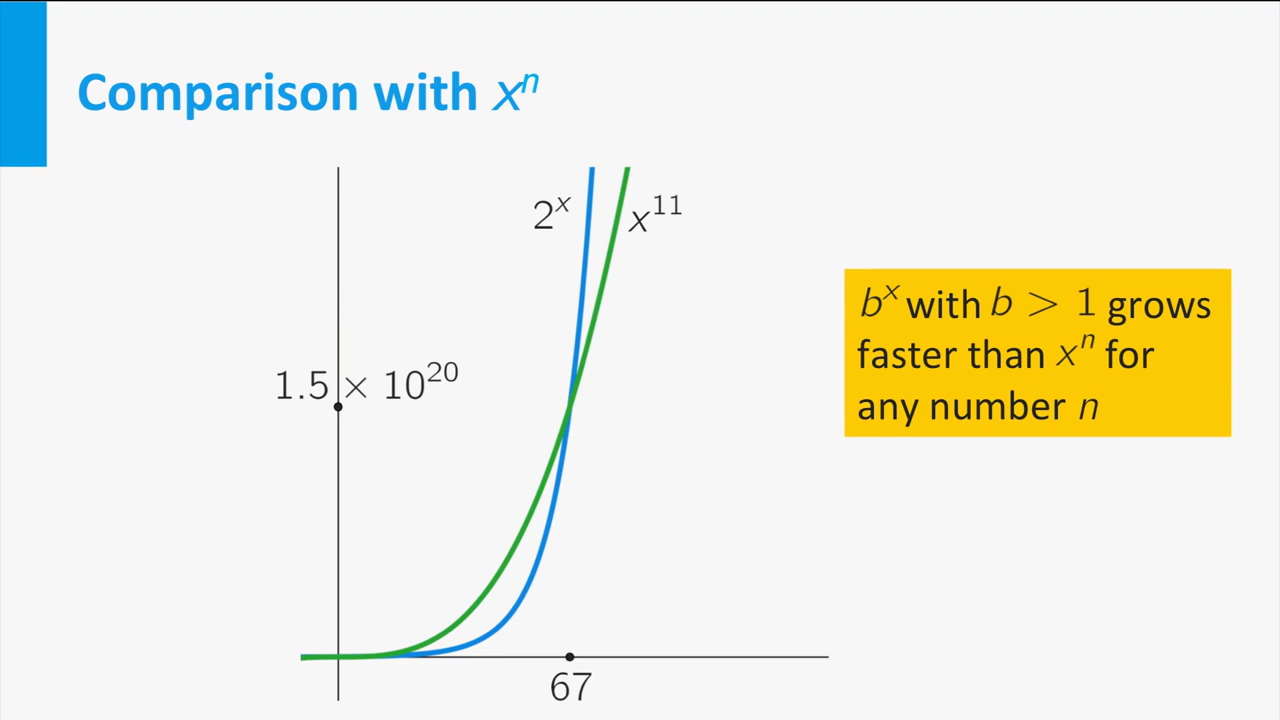 Comparison with xⁿ
2ˣ
x¹¹
1.5 × 10²⁰
67
bˣ with b > 1 grows
faster than xⁿ for
any number n